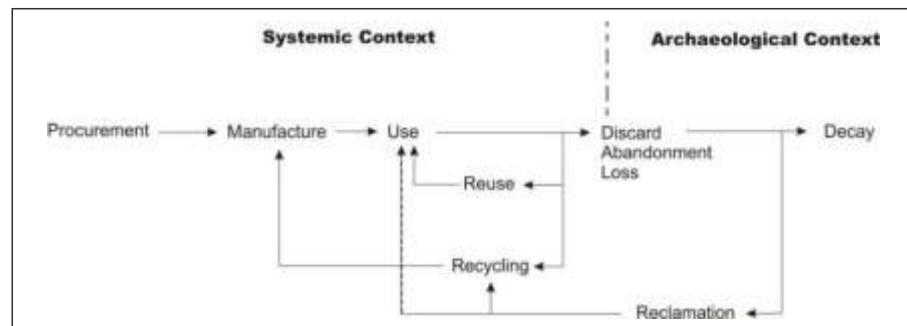 Systemic Context
Archaeological Context
Procurement
Manufacture
Use
Discard
Abandonment
Loss
Decay
Reuse
Recycling
Reclamation